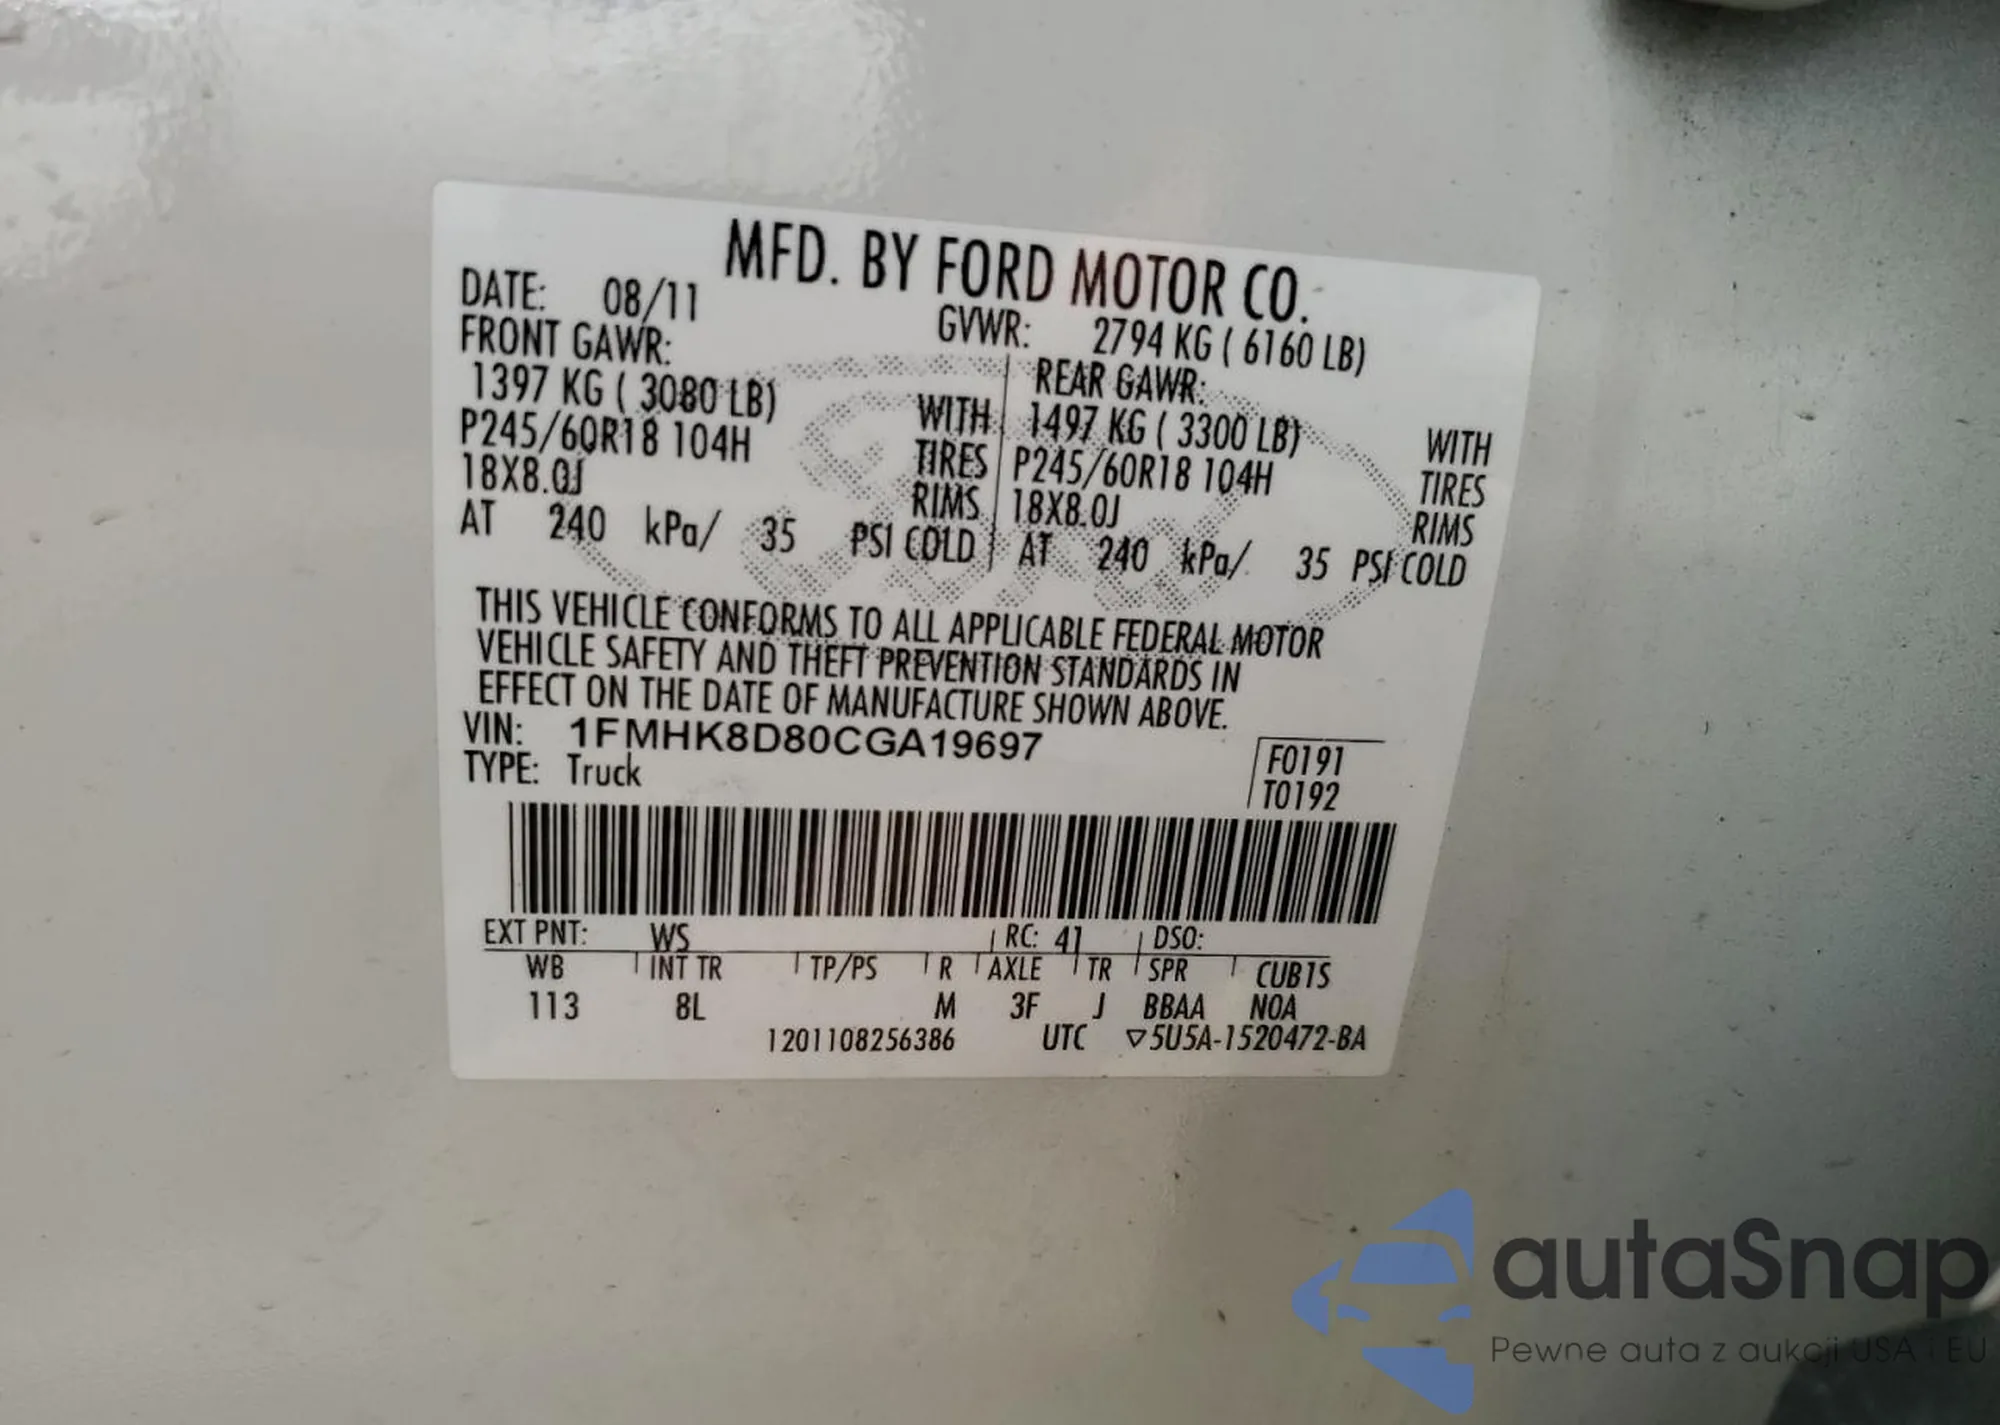 MFD. BY FORD MOTOR CO.
DATE: 08/11 GVWR: 2794 KG ( 6160 LB)
FRONT GAWR: REAR GAWR:
1397 KG ( 3080 LB) WITH 1497 KG ( 3300 LB) WITH
P245/60R18 104H TIRES P245/60R18 104H TIRES
18X8.0J RIMS 18X8.0J RIMS
AT 240 kPa/ 35 PSI COLD AT 240 kPa/ 35 PSI COLD
THIS VEHICLE CONFORMS TO ALL APPLICABLE FEDERAL MOTOR
VEHICLE SAFETY AND THEFT PREVENTION STANDARDS IN
EFFECT ON THE DATE OF MANUFACTURE SHOWN ABOVE.
VIN: 1FMHK8D80CGA19697
TYPE: Truck
F0191
T0192
EXT PNT: WS RC: 41 DSO:
WB INT TR TP/PS R AXLE TR SPR CUB1S
113 8L M 3F J BBAA NOA
1201108256386 UTC ▽5U5A-1520472-BA
autaSnap
Pewne auta z aukcji USA i EU